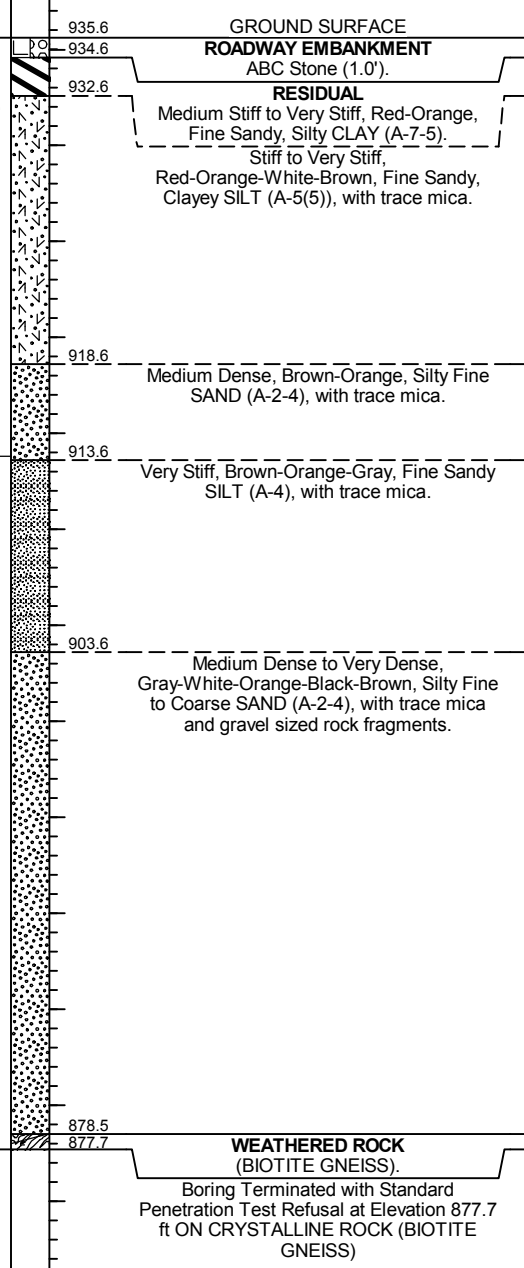 935.6 GROUND SURFACE
934.6 ROADWAY EMBANKMENT
ABC Stone (1.0').
932.6 RESIDUAL
Medium Stiff to Very Stiff, Red-Orange,
Fine Sandy, Silty CLAY (A-7-5).
Stiff to Very Stiff,
Red-Orange-White-Brown, Fine Sandy,
Clayey SILT (A-5(5)), with trace mica.
918.6
Medium Dense, Brown-Orange, Silty Fine
SAND (A-2-4), with trace mica.
913.6
Very Stiff, Brown-Orange-Gray, Fine Sandy
SILT (A-4), with trace mica.
903.6
Medium Dense to Very Dense,
Gray-White-Orange-Black-Brown, Silty Fine
to Coarse SAND (A-2-4), with trace mica
and gravel sized rock fragments.
878.5
877.7 WEATHERED ROCK
(BIOTITE GNEISS).
Boring Terminated with Standard
Penetration Test Refusal at Elevation 877.7
ft ON CRYSTALLINE ROCK (BIOTITE
GNEISS)